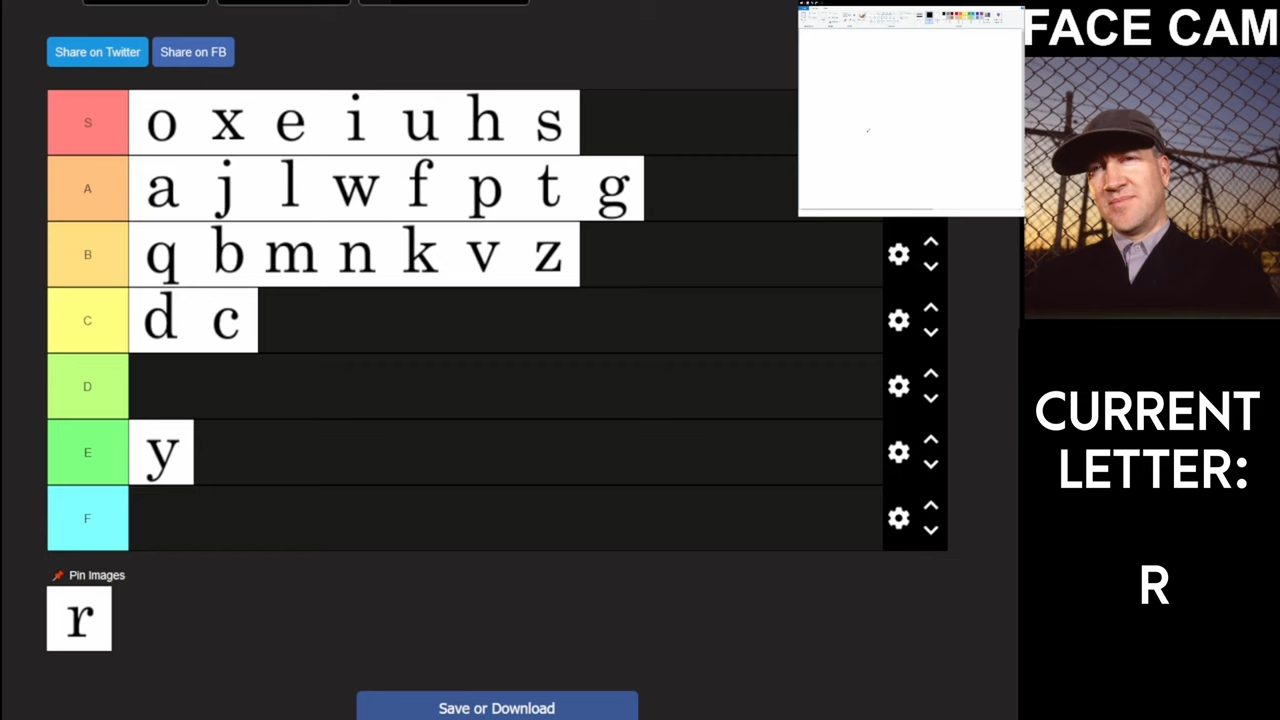 Share on Twitter Share on FB
S o x e i u h s
A a j l w f p t g
B q b m n k v z
C d c
D
E y
F
Pin Images
r
Save or Download
FACE CAM
CURRENT
LETTER:
R